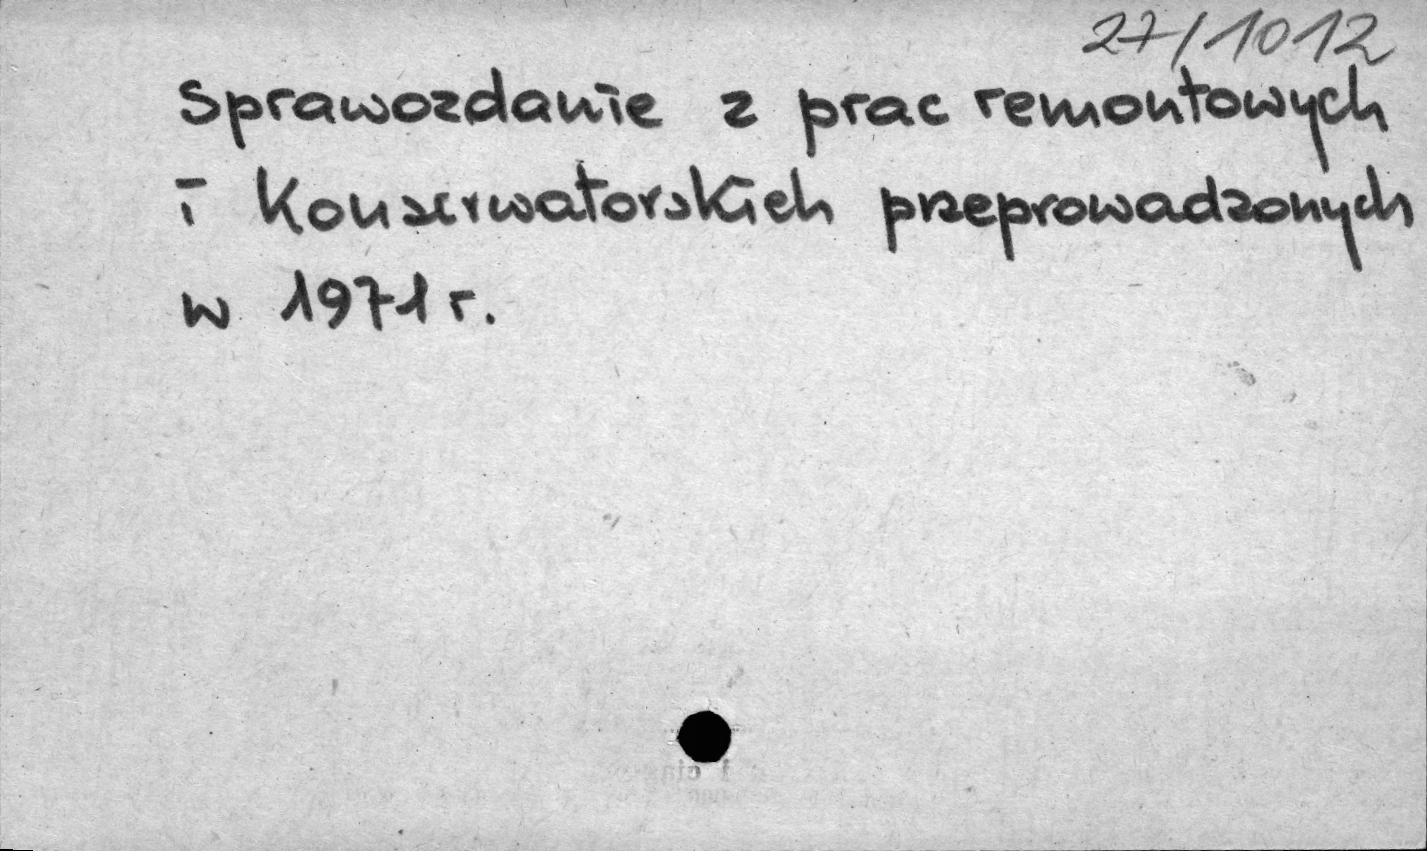 27/1012
Sprawozdanie z prac remontowych
i Konserwatorskich przeprowadzonych
w 1971 r.